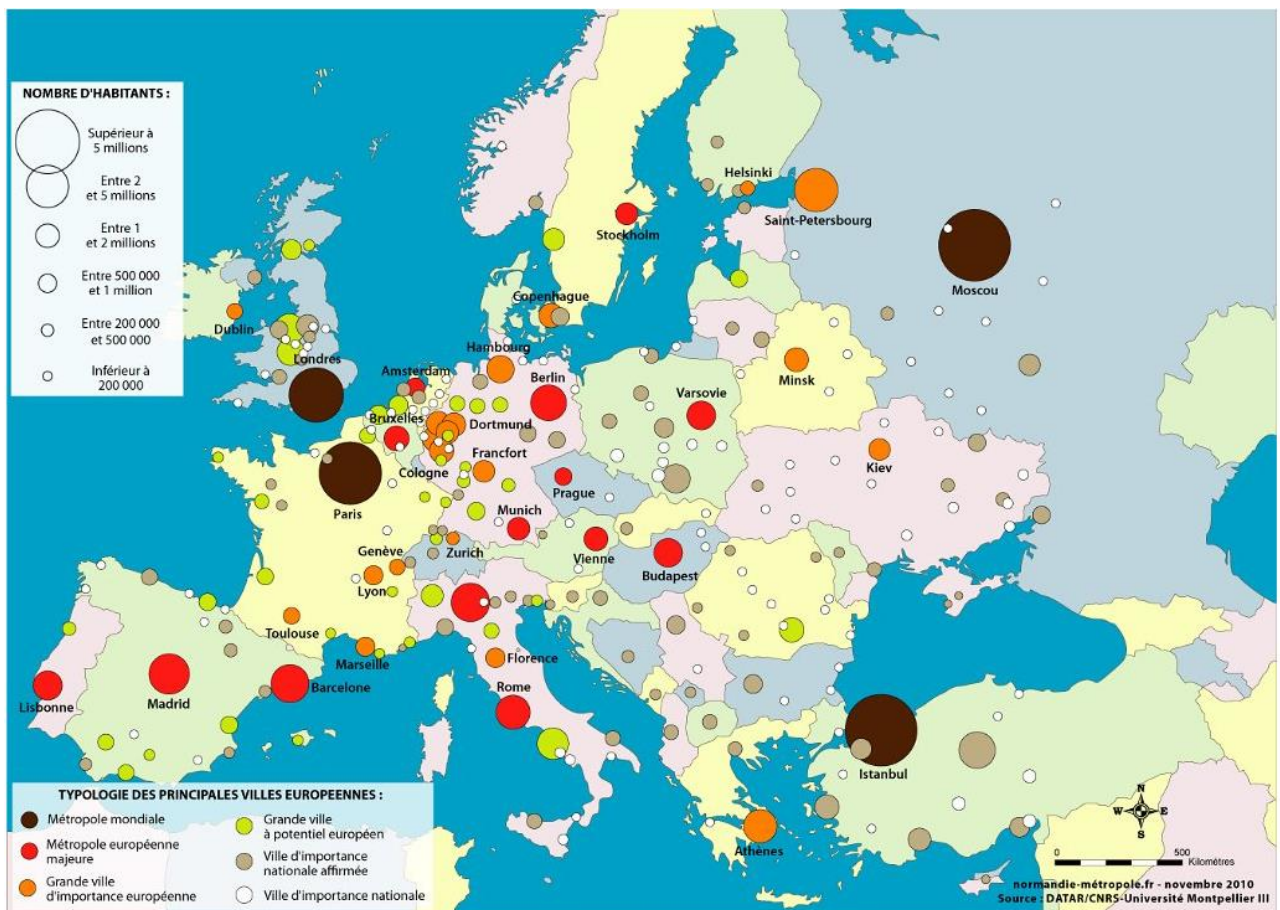 NOMBRE D'HABITANTS :
Supérieur à
5 millions
Entre 2
et 5 millions
Entre 1
et 2 millions
Entre 500 000
et 1 million
Entre 200 000
et 500 000
Inférieur à
200 000
Helsinki
Saint-Petersbourg
Stockholm
Moscou
Copenhague
Dublin
Hambourg
Londres
Amsterdam
Berlin
Minsk
Varsovie
Bruxelles
Dortmund
Kiev
Francfort
Cologne
Prague
Paris
Munich
Genève
Zurich
Vienne
Budapest
Lyon
Toulouse
Marseille
Florence
Lisbonne
Madrid
Barcelone
Rome
Istanbul
Athènes
TYPOLOGIE DES PRINCIPALES VILLES EUROPEENNES :
Métropole mondiale
Métropole européenne
majeure
Grande ville
d'importance européenne
Grande ville
à potentiel européen
Ville d'importance
nationale affirmée
Ville d'importance nationale
N
W E
S
0 500
Kilomètres
normandie-métropole.fr - novembre 2010
Source : DATAR/CNRS-Université Montpellier III